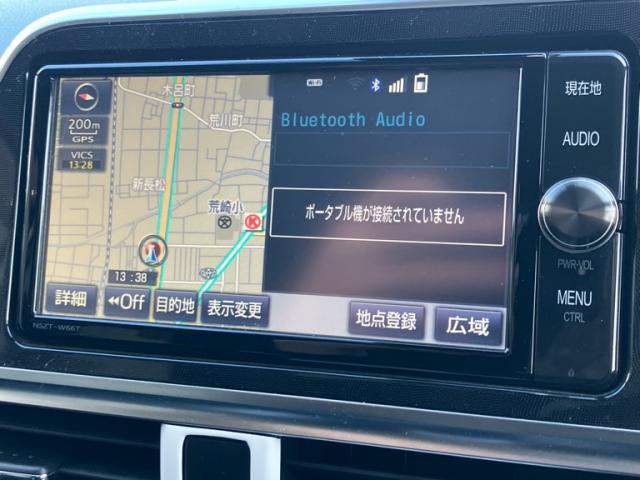 Wi-Fi
木呂町
200m
GPS
VICS
13:28
荒川町
新長松
荒崎小
13:38
Bluetooth Audio
ポータブル機が接続されていません
詳細
◀◀Off
目的地
表示変更
地点登録
広域
NSZT-W66T
現在地
AUDIO
PWR·VOL
MENU
CTRL